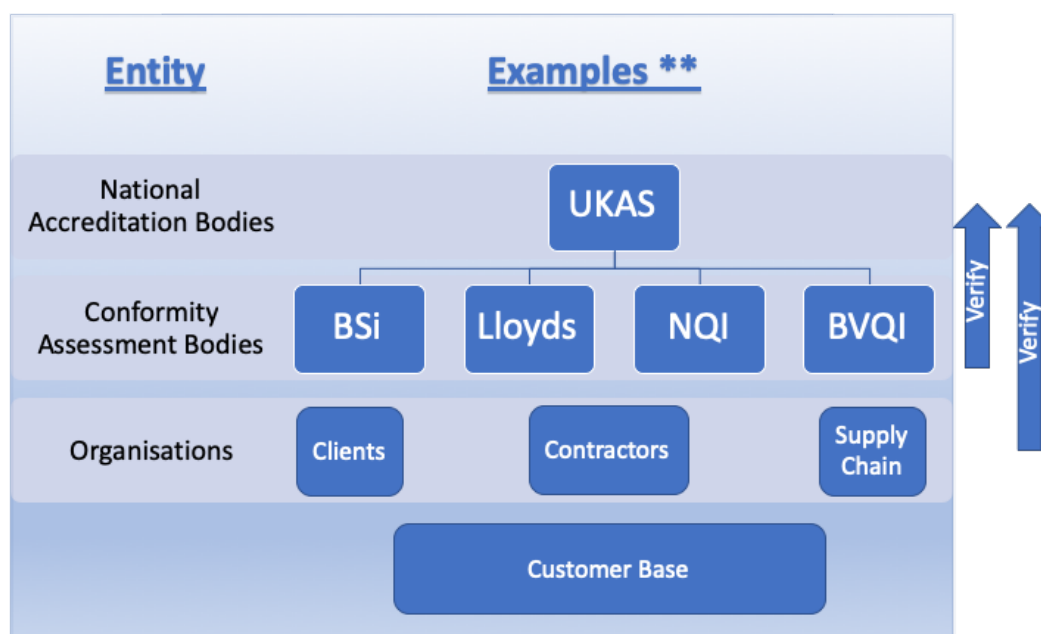 Entity
Examples **
National
Accreditation Bodies
UKAS
Conformity
Assessment Bodies
BSi
Lloyds
NQI
BVQI
Organisations
Clients
Contractors
Supply
Chain
Customer Base
Verify
Verify